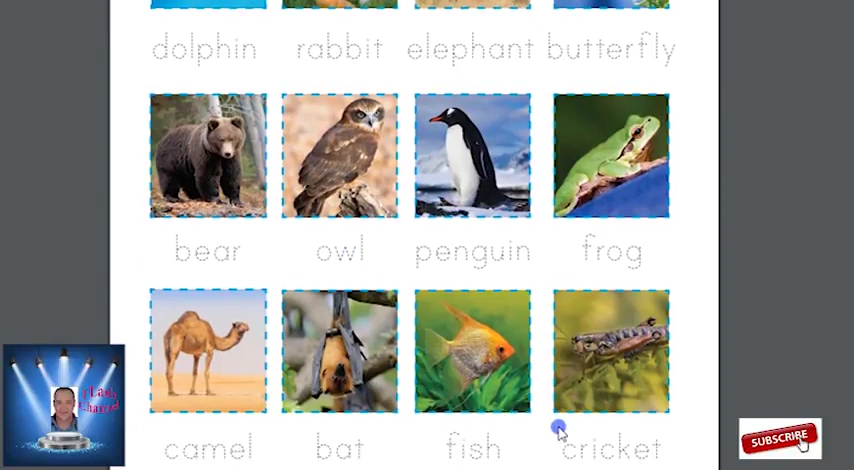 dolphin rabbit elephant butterfly
bear owl penguin frog
camel bat fish cricket
SUBSCRIBE